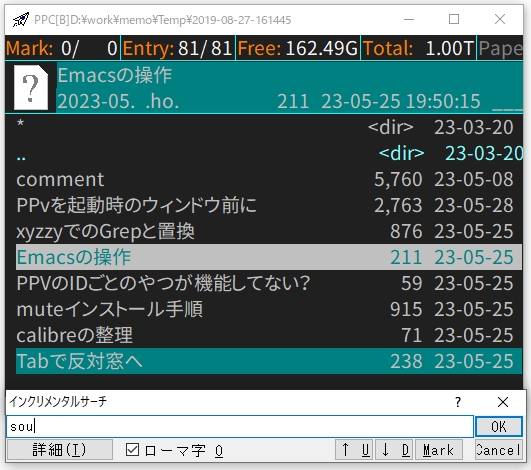 PPC[B]D:¥work¥memo¥Temp¥2019-08-27-161445
Mark: 0/ 0 Entry: 81/ 81 Free: 162.49G Total: 1.00T Pape
Emacsの操作
2023-05. .ho. 211 23-05-25 19:50:15 ___
* <dir> 23-03-20
.. <dir> 23-03-20
comment 5,760 23-05-08
PPvを起動時のウィンドウ前に 2,763 23-05-28
xyzzyでのGrepと置換 876 23-05-25
Emacsの操作 211 23-05-25
PPVのIDごとのやつが機能してない? 59 23-05-25
muteインストール手順 915 23-05-25
calibreの整理 71 23-05-25
Tabで反対窓へ 238 23-05-25
インクリメンタルサーチ ?
sou OK
詳細(I) ローマ字 O ↑ U ↓ D Mark Cancel